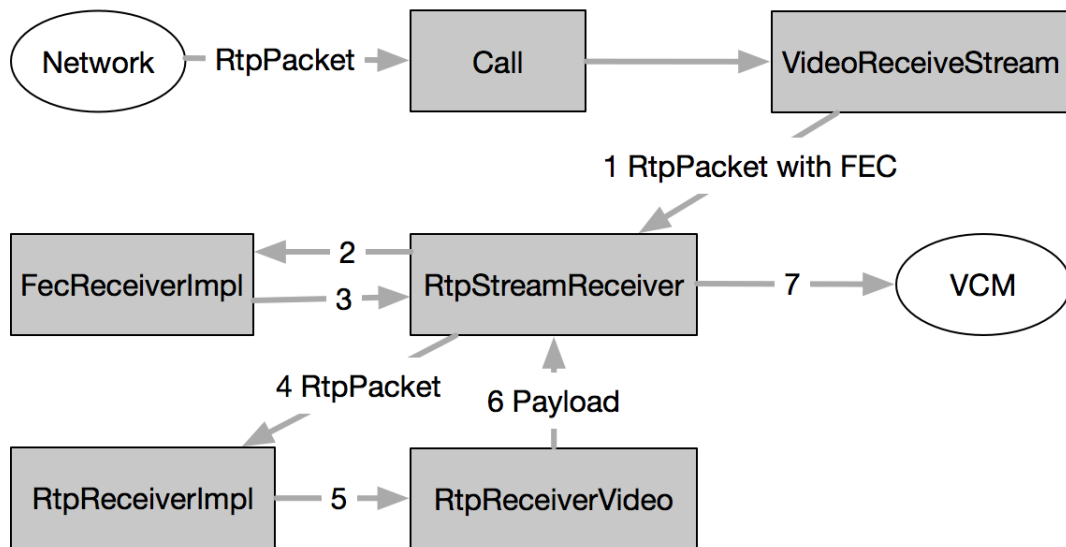 Network
RtpPacket
Call
VideoReceiveStream
1 RtpPacket with FEC
2
FecReceiverImpl
3
RtpStreamReceiver
7
VCM
4 RtpPacket
6 Payload
RtpReceiverImpl
5
RtpReceiverVideo